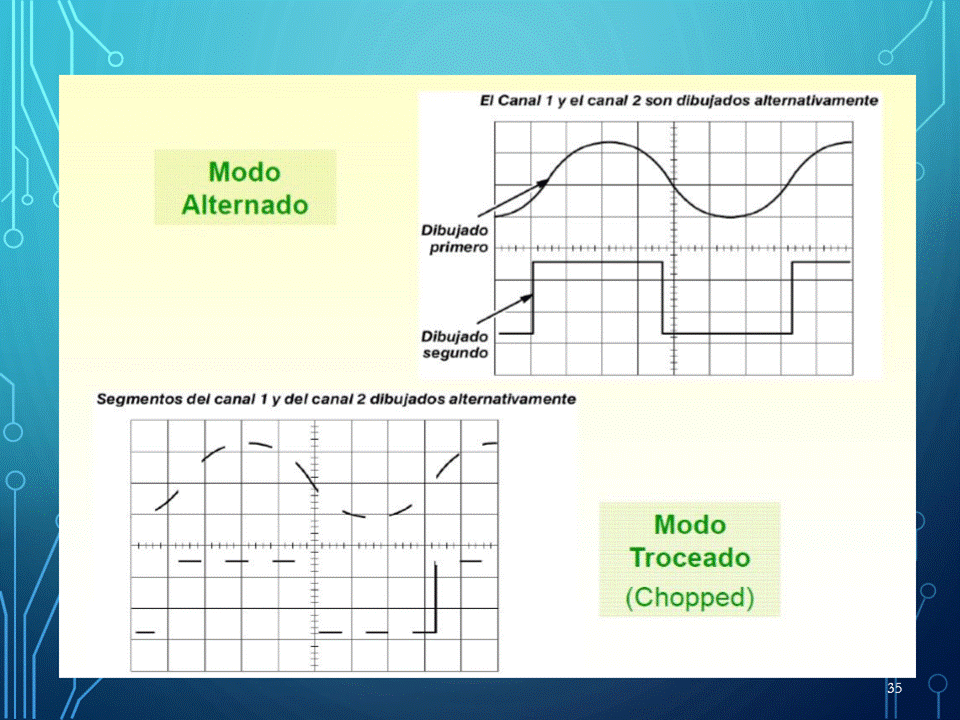 El Canal 1 y el canal 2 son dibujados alternativamente
Modo
Alternado
Dibujado
primero
Dibujado
segundo
Segmentos del canal 1 y del canal 2 dibujados alternativamente
Modo
Troceado
(Chopped)
35